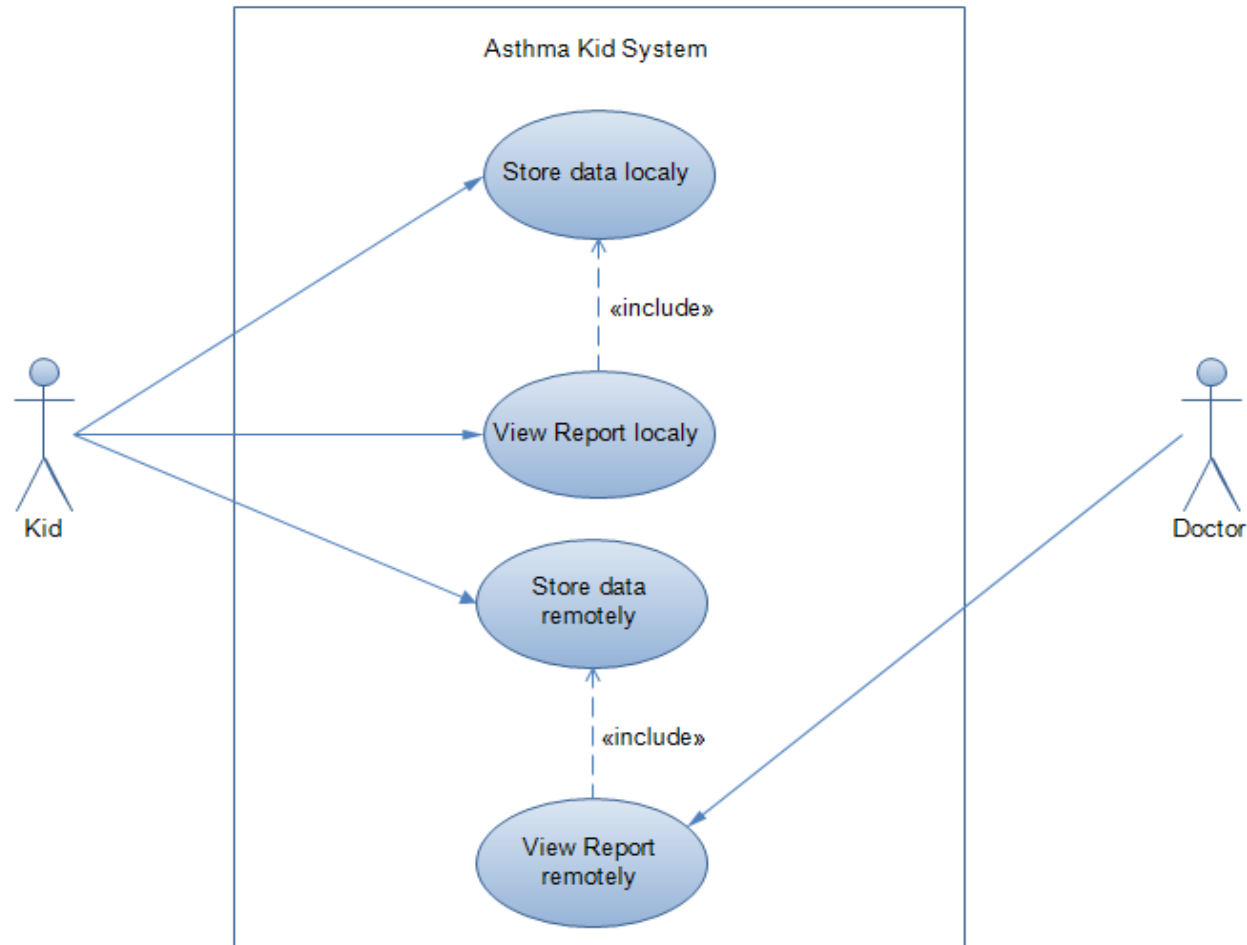 Asthma Kid System
Store data localy
«include»
View Report localy
Kid
Doctor
Store data
remotely
«include»
View Report
remotely